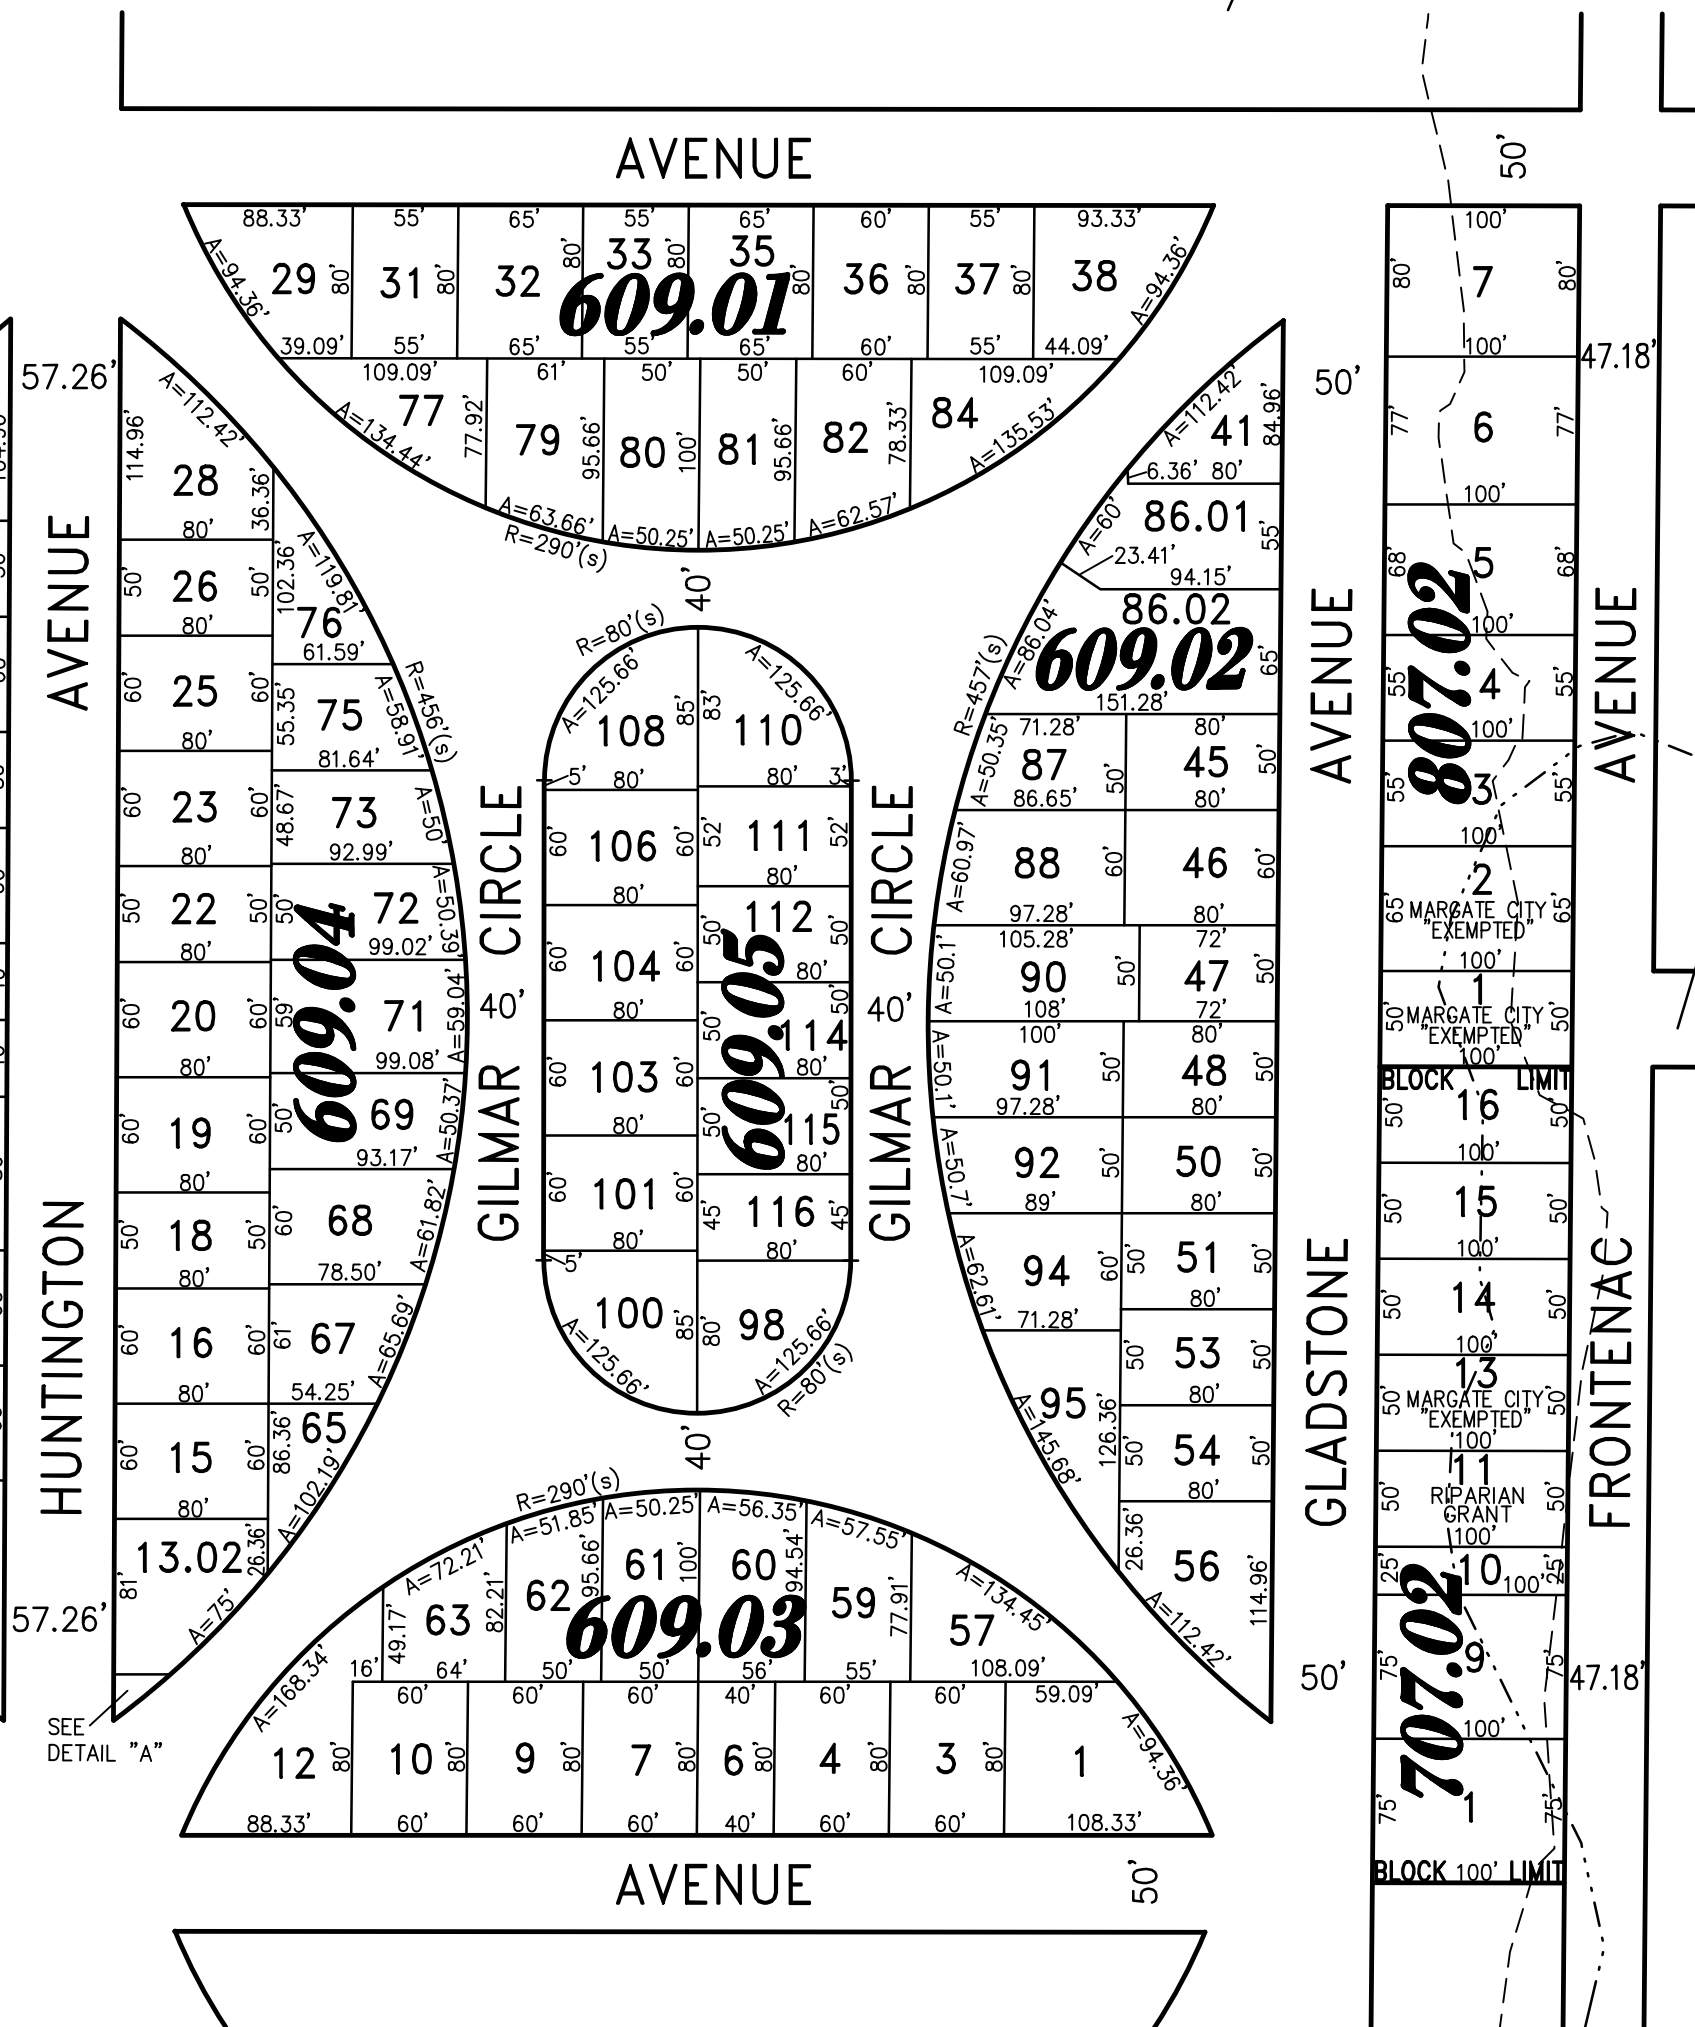 AVENUE
50'
88.33' 55' 65' 55' 65' 60' 55' 93.33'
A=94.36' 29 80' 31 80' 32 80' 33 80' 35 80' 36 80' 37 80' 38 A=94.36'
609.01
39.09' 55' 65' 55' 65' 60' 55' 44.09'
109.09' 61' 50' 50' 60' 109.09'
A=134.44' 77 77.92' 79 95.66' 80 100' 81 95.66' 82 78.33' 84 A=135.53'
A=63.66' A=50.25' A=50.25' A=62.57'
R=290'(s)
40'
57.26'
HUNTINGTON AVENUE
57.26'
A=112.42'
114.96' 28 36.36'
80'
50' 26 50'
80'
60' 25 60'
80'
60' 23 60'
80'
50' 22 50'
80'
60' 20 60'
80'
60' 19 60'
80'
50' 18 50'
80'
60' 16 60'
80'
60' 15 60'
80'
81' 13.02 26.36'
A=75'
SEE
DETAIL "A"
102.36' 76 A=119.81'
61.59'
R=456'(s)
55.35' 75 A=58.91'
81.64'
48.67' 73 A=50'
92.99'
50' 72 A=50.39'
99.02'
609.04
59' 71 A=59.04'
99.08'
50' 69 A=50.37'
93.17'
60' 68 A=61.82'
78.50'
61' 67 A=65.69'
54.25'
86.36' 65 A=102.19'
GILMAR CIRCLE
40'
R=80'(s)
A=125.66' A=125.66'
108 85' 83' 110
5' 80' 80' 3'
60' 106 60' 52' 111 52'
80' 80'
60' 104 60' 50' 112 50'
80' 80'
609.05
60' 103 60' 50' 114 50'
80' 80'
50' 115 50'
80'
60' 101 60' 45' 116 45'
80' 80'
5'
100 85' 80' 98
A=125.66' A=125.66'
R=80'(s)
40'
GILMAR CIRCLE
40'
A=112.42' 41 84.96'
6.36' 80'
A=60' 86.01 55'
23.41'
94.15'
86.02
A=86.04' 65'
609.02
R=457'(s)
151.28'
71.28' 80'
A=50.35' 87 50' 45 50'
86.65' 80'
A=60.97' 88 60' 46 60'
97.28' 80'
105.28' 72'
A=50.1' 90 50' 47 50'
108' 72'
100' 80'
A=50.1' 91 50' 48 50'
97.28' 80'
A=50.7' 92 50' 50 50'
89' 80'
A=62.61' 94 60' 50' 51 50'
71.28' 80'
50' 53 50'
80'
A=145.68' 95 126.36' 50' 54 50'
80'
26.36' 56 114.96'
A=112.42'
R=290'(s)
A=51.85' A=50.25' A=56.35' A=57.55'
A=72.21' 63 82.21' 62 95.66' 61 100' 60 94.54' 59 77.91' 57 A=134.45'
49.17'
609.03
16' 64' 50' 50' 56' 55' 108.09'
60' 60' 60' 40' 60' 60' 59.09'
A=168.34' 12 80' 10 80' 9 80' 7 80' 6 80' 4 80' 3 80' 1 A=94.36'
88.33' 60' 60' 60' 40' 60' 60' 108.33'
AVENUE
50'
50'
GLADSTONE AVENUE
50'
100'
80' 7 80'
100'
77' 6 77'
100'
68' 5 68'
100'
807.02
55' 4 55'
100'
55' 3 55'
100'
2
65' MARGATE CITY 65'
"EXEMPTED"
100'
1
50' MARGATE CITY 50'
"EXEMPTED"
100'
BLOCK LIMIT
50' 16 50'
100'
50' 15 50'
100'
50' 14 50'
100'
13
50' MARGATE CITY 50'
"EXEMPTED"
100'
11
50' RIPARIAN 50'
GRANT
100'
25' 10 100' 25'
707.02
75' 9 75'
100'
75' 1 75'
BLOCK 100' LIMIT
47.18'
FRONTENAC AVENUE
47.18'